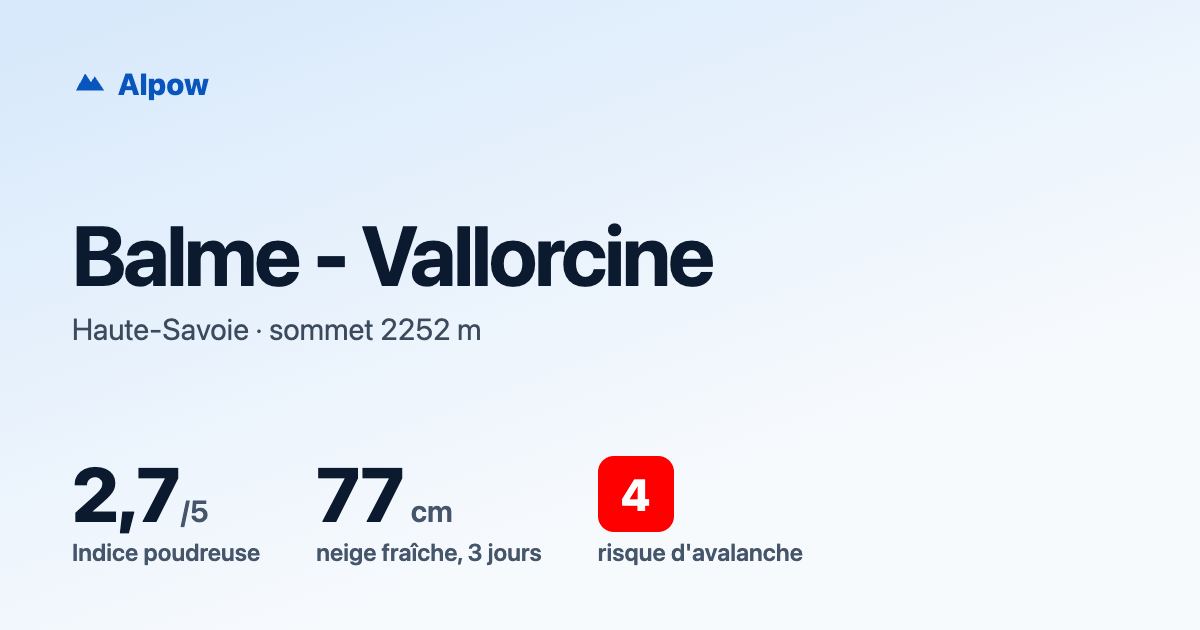 Alpow
Balme - Vallorcine
Haute-Savoie · sommet 2252 m
2,7/5 77 cm 4
Indice poudreuse neige fraîche, 3 jours risque d'avalanche